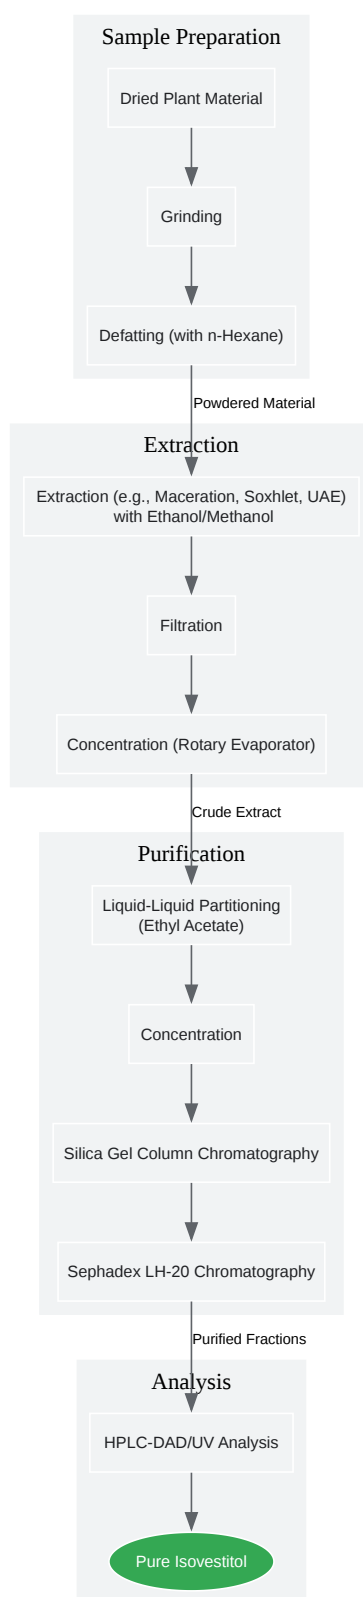 Sample Preparation
Dried Plant Material
Grinding
Defatting (with n-Hexane)
Powdered Material
Extraction
Extraction (e.g., Maceration, Soxhlet, UAE)
with Ethanol/Methanol
Filtration
Concentration (Rotary Evaporator)
Crude Extract
Purification
Liquid-Liquid Partitioning
(Ethyl Acetate)
Concentration
Silica Gel Column Chromatography
Sephadex LH-20 Chromatography
Purified Fractions
Analysis
HPLC-DAD/UV Analysis
Pure Isovestitol